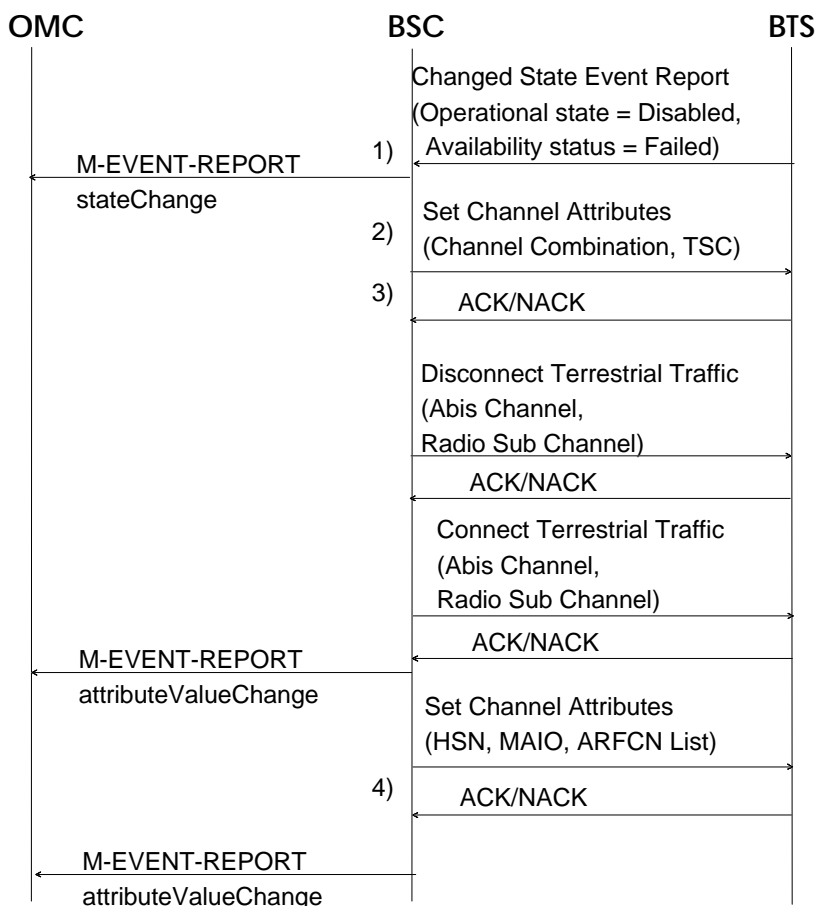 OMC BSC BTS
Changed State Event Report
(Operational state = Disabled,
1) Availability status = Failed)
M-EVENT-REPORT
stateChange
Set Channel Attributes
2) (Channel Combination, TSC)
3) ACK/NACK
Disconnect Terrestrial Traffic
(Abis Channel,
Radio Sub Channel)
ACK/NACK
Connect Terrestrial Traffic
(Abis Channel,
Radio Sub Channel)
ACK/NACK
M-EVENT-REPORT
attributeValueChange
Set Channel Attributes
(HSN, MAIO, ARFCN List)
4) ACK/NACK
M-EVENT-REPORT
attributeValueChange